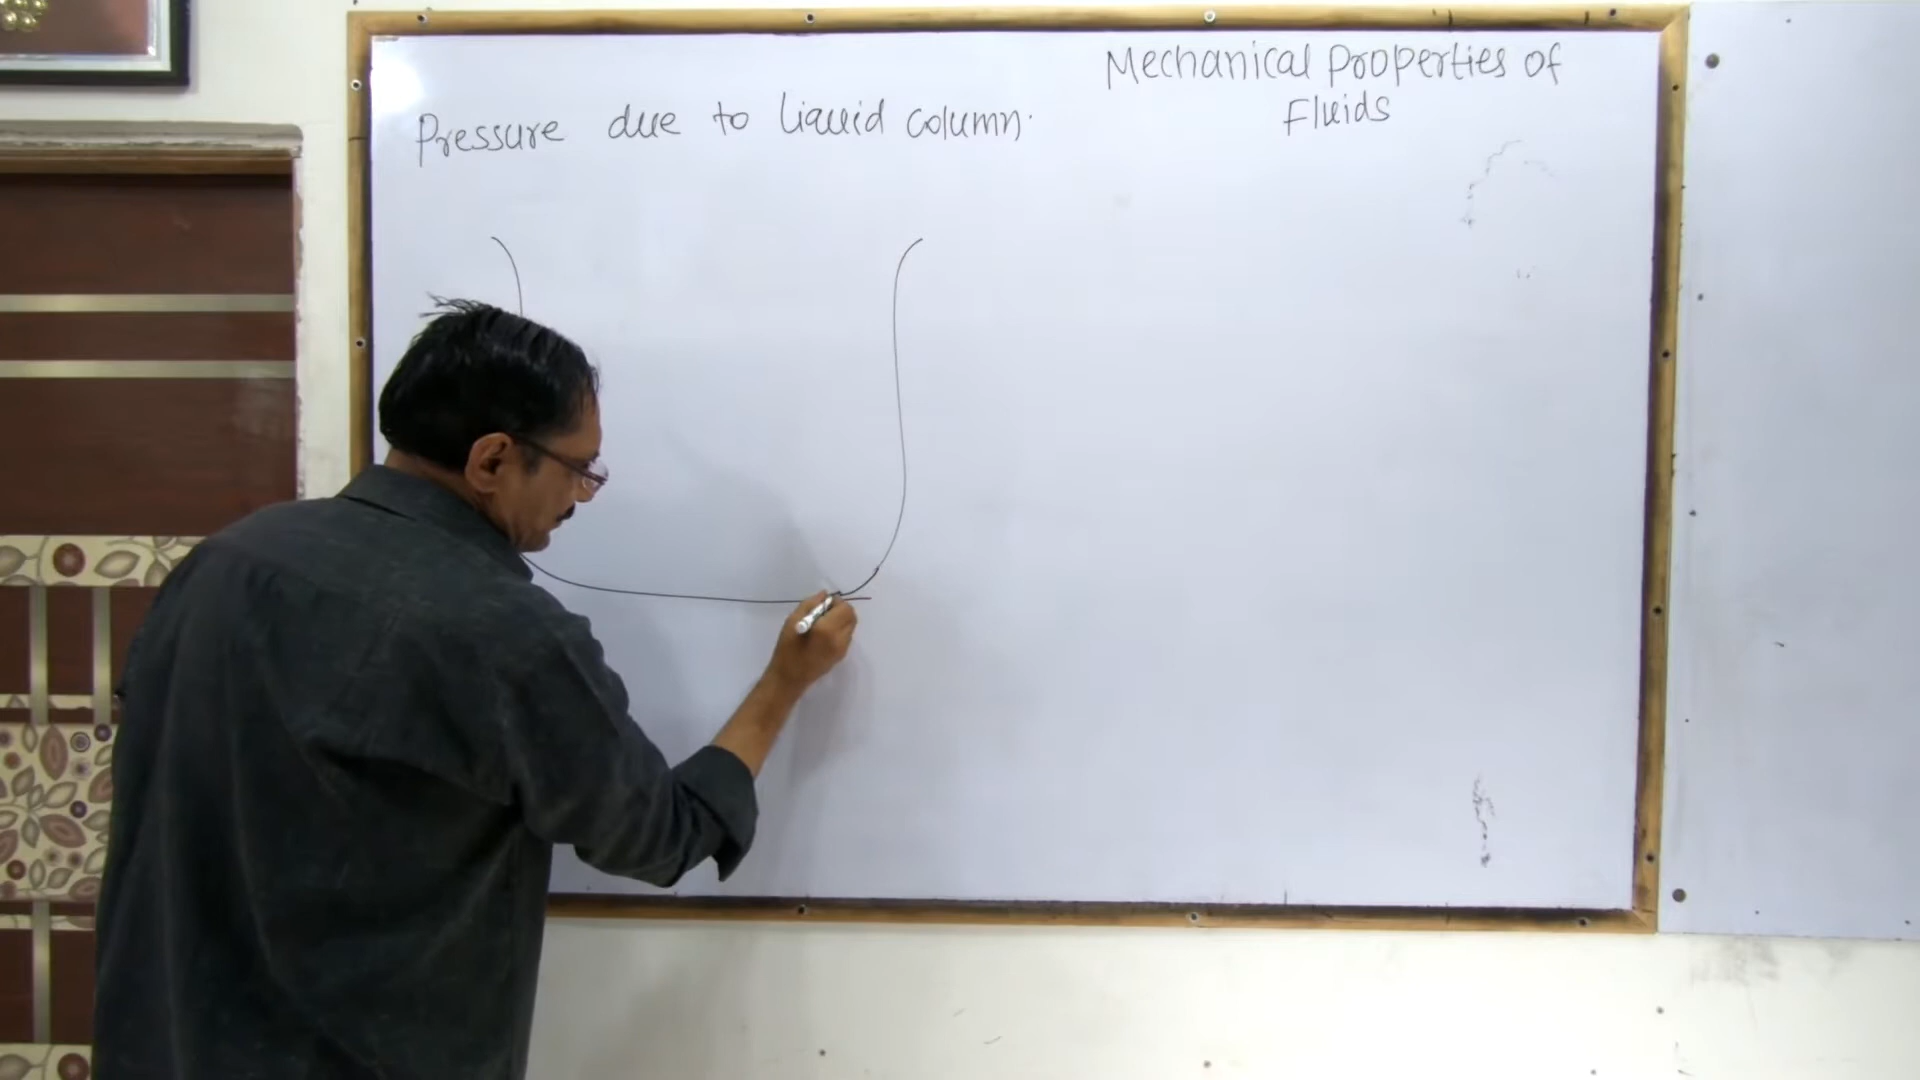 Mechanical Properties of
Fluids
Pressure due to liquid column.